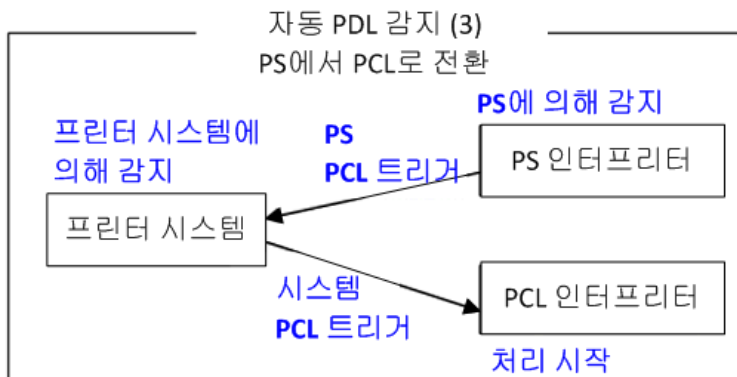 자동 PDL 감지 (3)
PS에서 PCL로 전환
PS에 의해 감지
프린터 시스템에
의해 감지
PS
PCL 트리거
PS 인터프리터
프린터 시스템
시스템
PCL 트리거
PCL 인터프리터
처리 시작